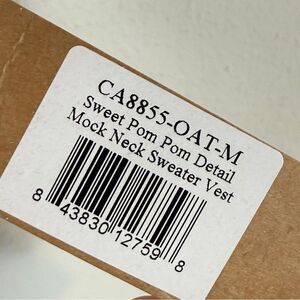 CA8855-OAT-M
Sweet Pom Pom Detail
Mock Neck Sweater Vest
8 43830 12759 8